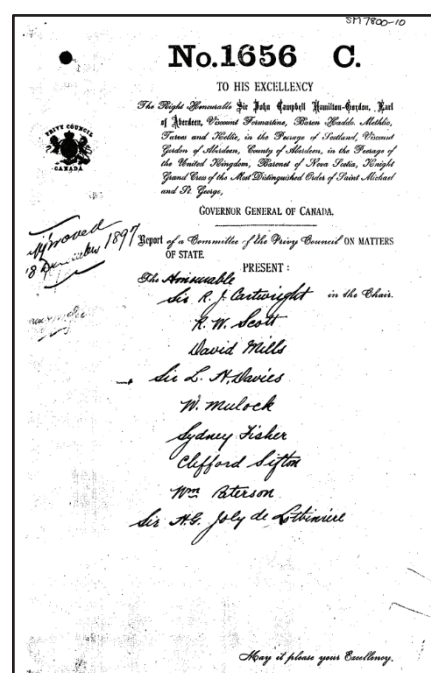 SM7800-10
No.1656 C.
TO HIS EXCELLENCY
The Right Honourable Sir John Campbell Hamilton-Gordon, Earl
of Aberdeen, Viscount Formartine, Baron Haddo, Methlic,
Tarves and Kellie, in the Peerage of Scotland, Viscount
Gordon of Aberdeen, County of Aberdeen, in the Peerage of
the United Kingdom, Baronet of Nova Scotia, Knight
Grand Cross of the Most Distinguished Order of Saint Michael
and St. George,
PRIVY COUNCIL
CANADA
GOVERNOR GENERAL OF CANADA.
Approved
18 December 1897
Report of a Committee of the Privy Council ON MATTERS
OF STATE.
PRESENT:
The Honourable
Sir R. J. Cartwright in the Chair.
R. W. Scott
David Mills
Sir L. H. Davies
W. Mulock
Sydney Fisher
Clifford Sifton
Wm Paterson
Sir H.G. Joly de Lotbinière
May it please your Excellency.